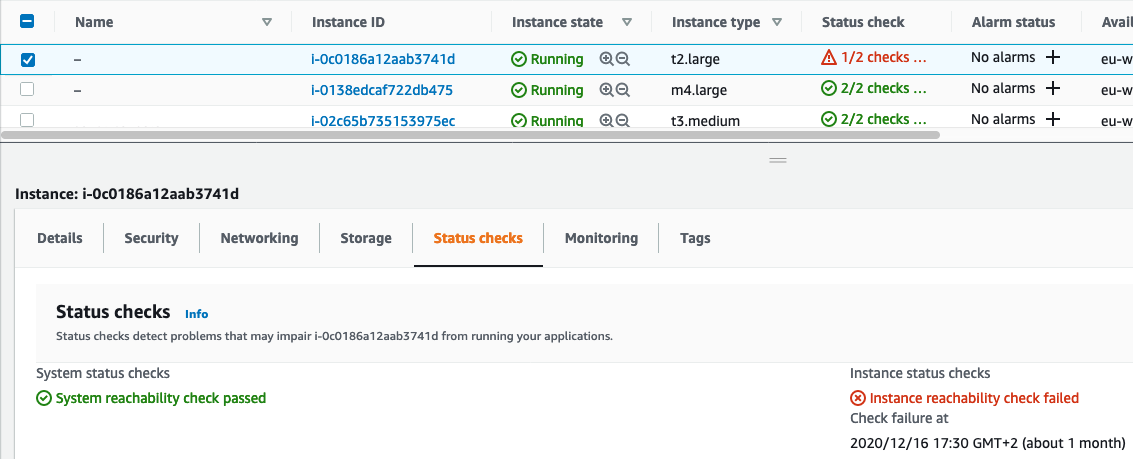 Name Instance ID Instance state Instance type Status check Alarm status Avai
– i-0c0186a12aab3741d Running t2.large 1/2 checks ... No alarms + eu-w
– i-0138edcaf722db475 Running m4.large 2/2 checks ... No alarms + eu-w
i-02c65b735153975ec Running t3.medium 2/2 checks ... No alarms + eu-w
Instance: i-0c0186a12aab3741d
Details Security Networking Storage Status checks Monitoring Tags
Status checks Info
Status checks detect problems that may impair i-0c0186a12aab3741d from running your applications.
System status checks Instance status checks
System reachability check passed Instance reachability check failed
Check failure at
2020/12/16 17:30 GMT+2 (about 1 month)